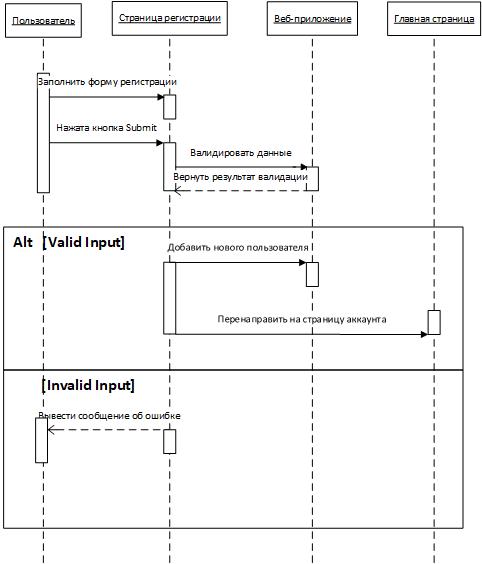 Пользователь
Страница регистрации
Веб-приложение
Главная страница
Заполнить форму регистрации
Нажата кнопка Submit
Валидировать данные
Вернуть результат валидации
Alt [Valid Input]
Добавить нового пользователя
Перенаправить на страницу аккаунта
[Invalid Input]
Вывести сообщение об ошибке